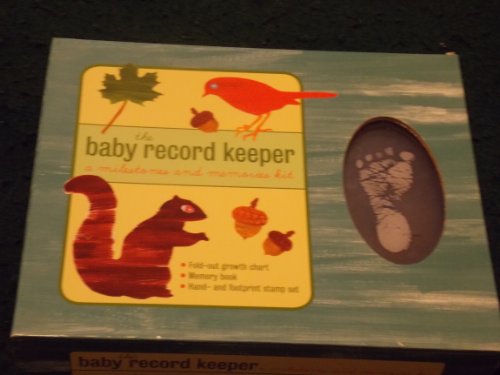 the
baby record keeper
a milestones and memories kit
• Fold-out growth chart
• Memory book
• Hand- and footprint stamp set
the
baby record keeper